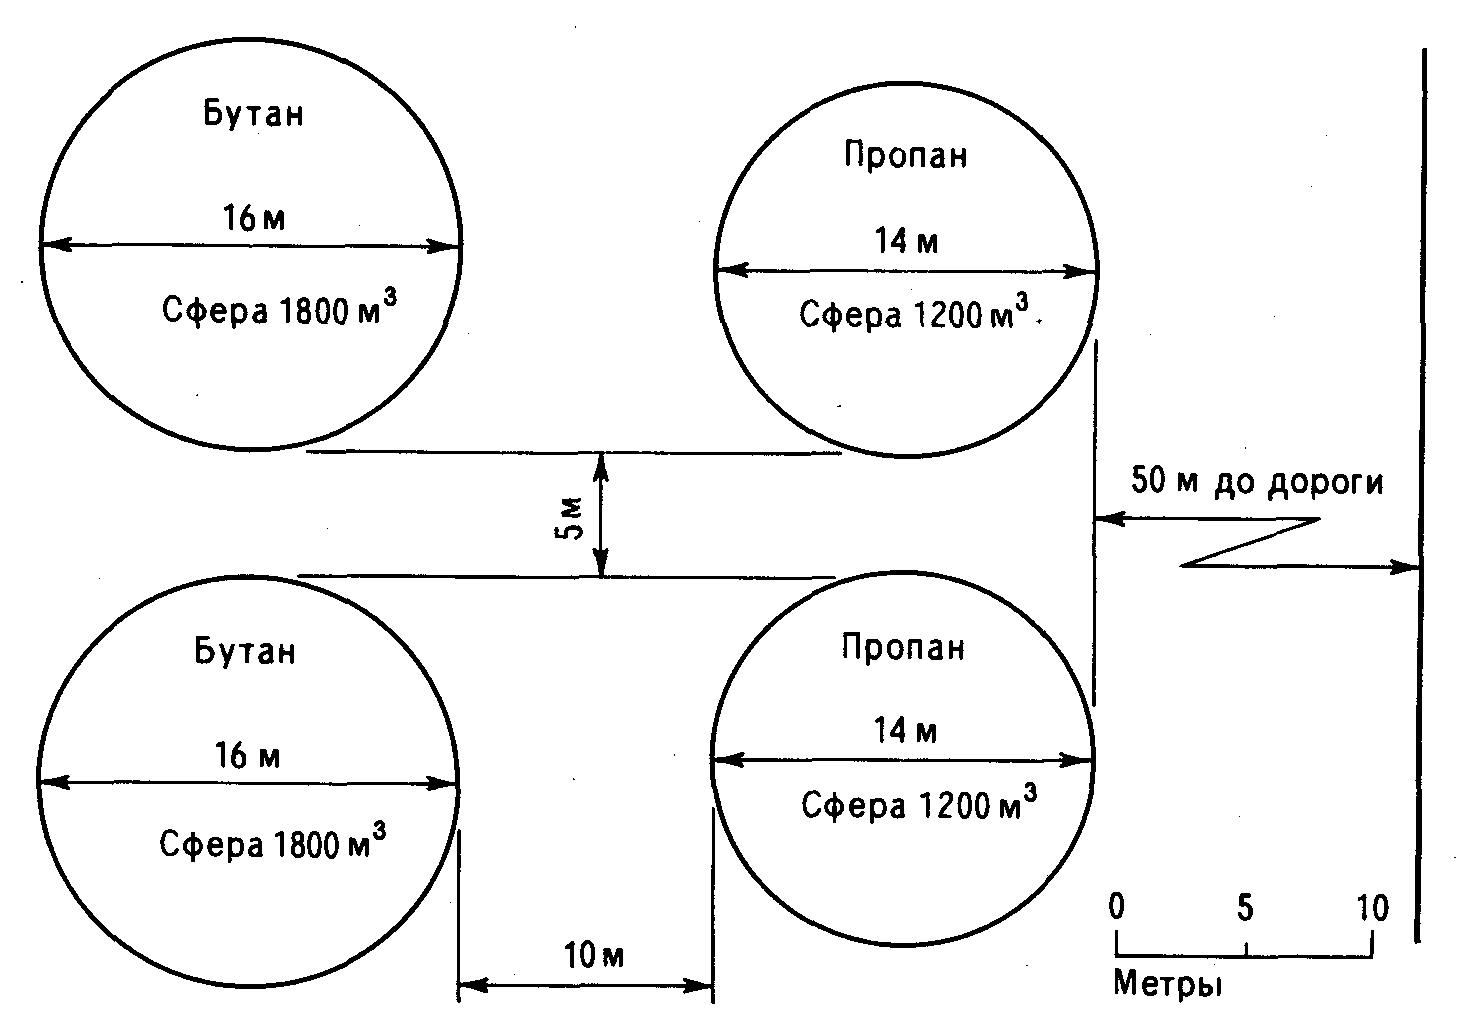 Бутан
16 м
Сфера 1800 м³
Пропан
14 м
Сфера 1200 м³
5 м
50 м до дороги
Бутан
16 м
Сфера 1800 м³
Пропан
14 м
Сфера 1200 м³
10 м
0 5 10
Метры